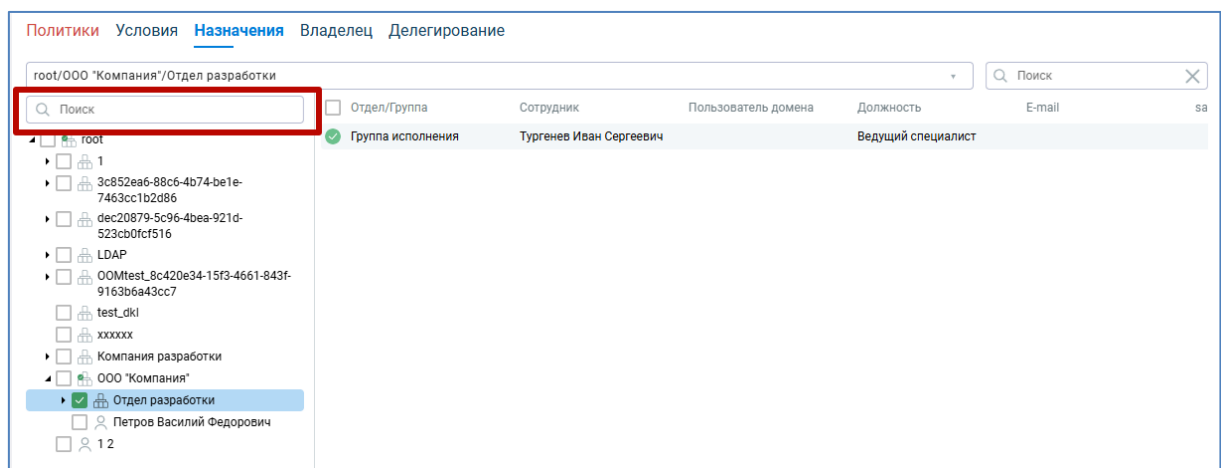 Политики Условия Назначения Владелец Делегирование
root/ООО "Компания"/Отдел разработки
Поиск
Поиск
Отдел/Группа Сотрудник Пользователь домена Должность E-mail sa
Группа исполнения Тургенев Иван Сергеевич Ведущий специалист
root
1
3c852ea6-88c6-4b74-be1e-
7463cc1b2d86
dec20879-5c96-4bea-921d-
523cb0fcf516
LDAP
OOMtest_8c420e34-15f3-4661-843f-
9163b6a43cc7
test_dkl
xxxxxx
Компания разработки
ООО "Компания"
Отдел разработки
Петров Василий Федорович
1 2